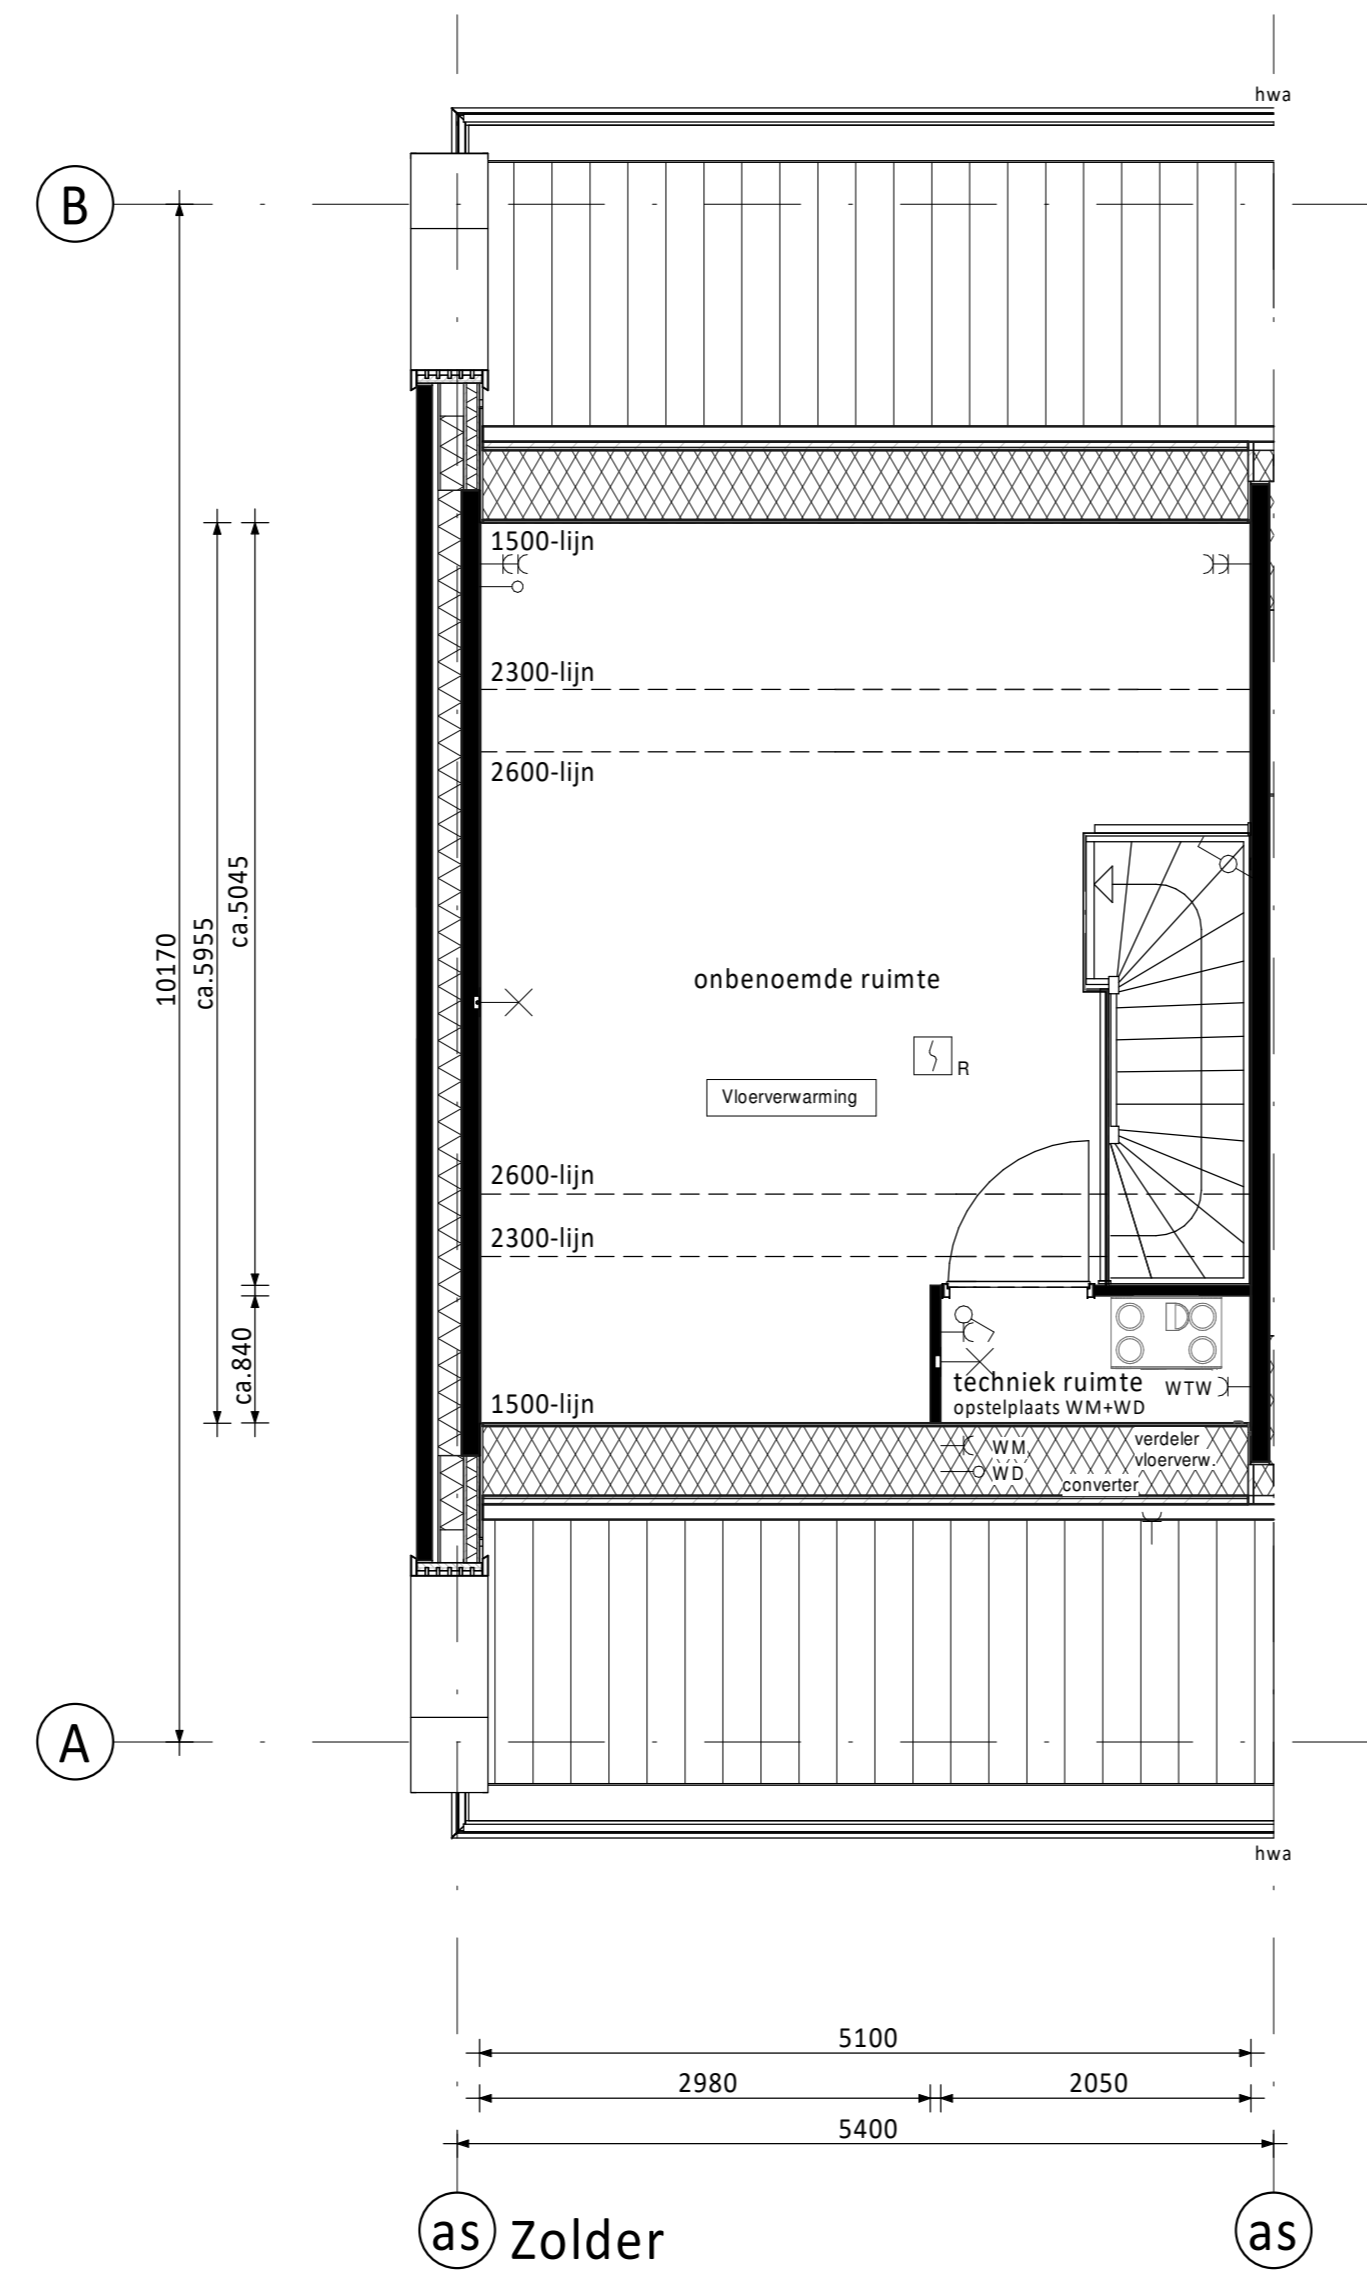 hwa
B
1500-lijn
2300-lijn
2600-lijn
10170
ca.5955
ca.5045
onbenoemde ruimte
R
Vloerverwarming
2600-lijn
2300-lijn
ca.840
1500-lijn
techniek ruimte
WTW
opstelplaats WM+WD
WM
WD
verdeler
vloerverw.
converter
A
hwa
5100
2980
2050
5400
as
Zolder
as